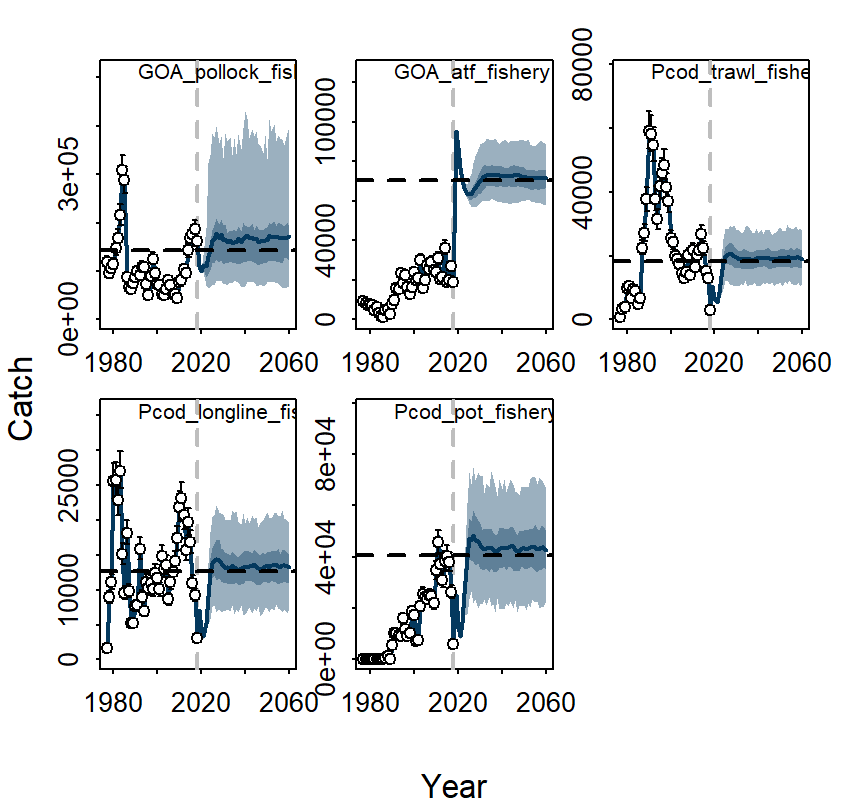 GOA_pollock_fis
GOA_atf_fishery
Pcod_trawl_fishe
0e+00 3e+05
0 40000 100000
0 40000 80000
1980 2020 2060
1980 2020 2060
1980 2020 2060
Catch
Pcod_longline_fis
Pcod_pot_fishery
0 10000 25000
0e+00 4e+04 8e+04
1980 2020 2060
1980 2020 2060
Year